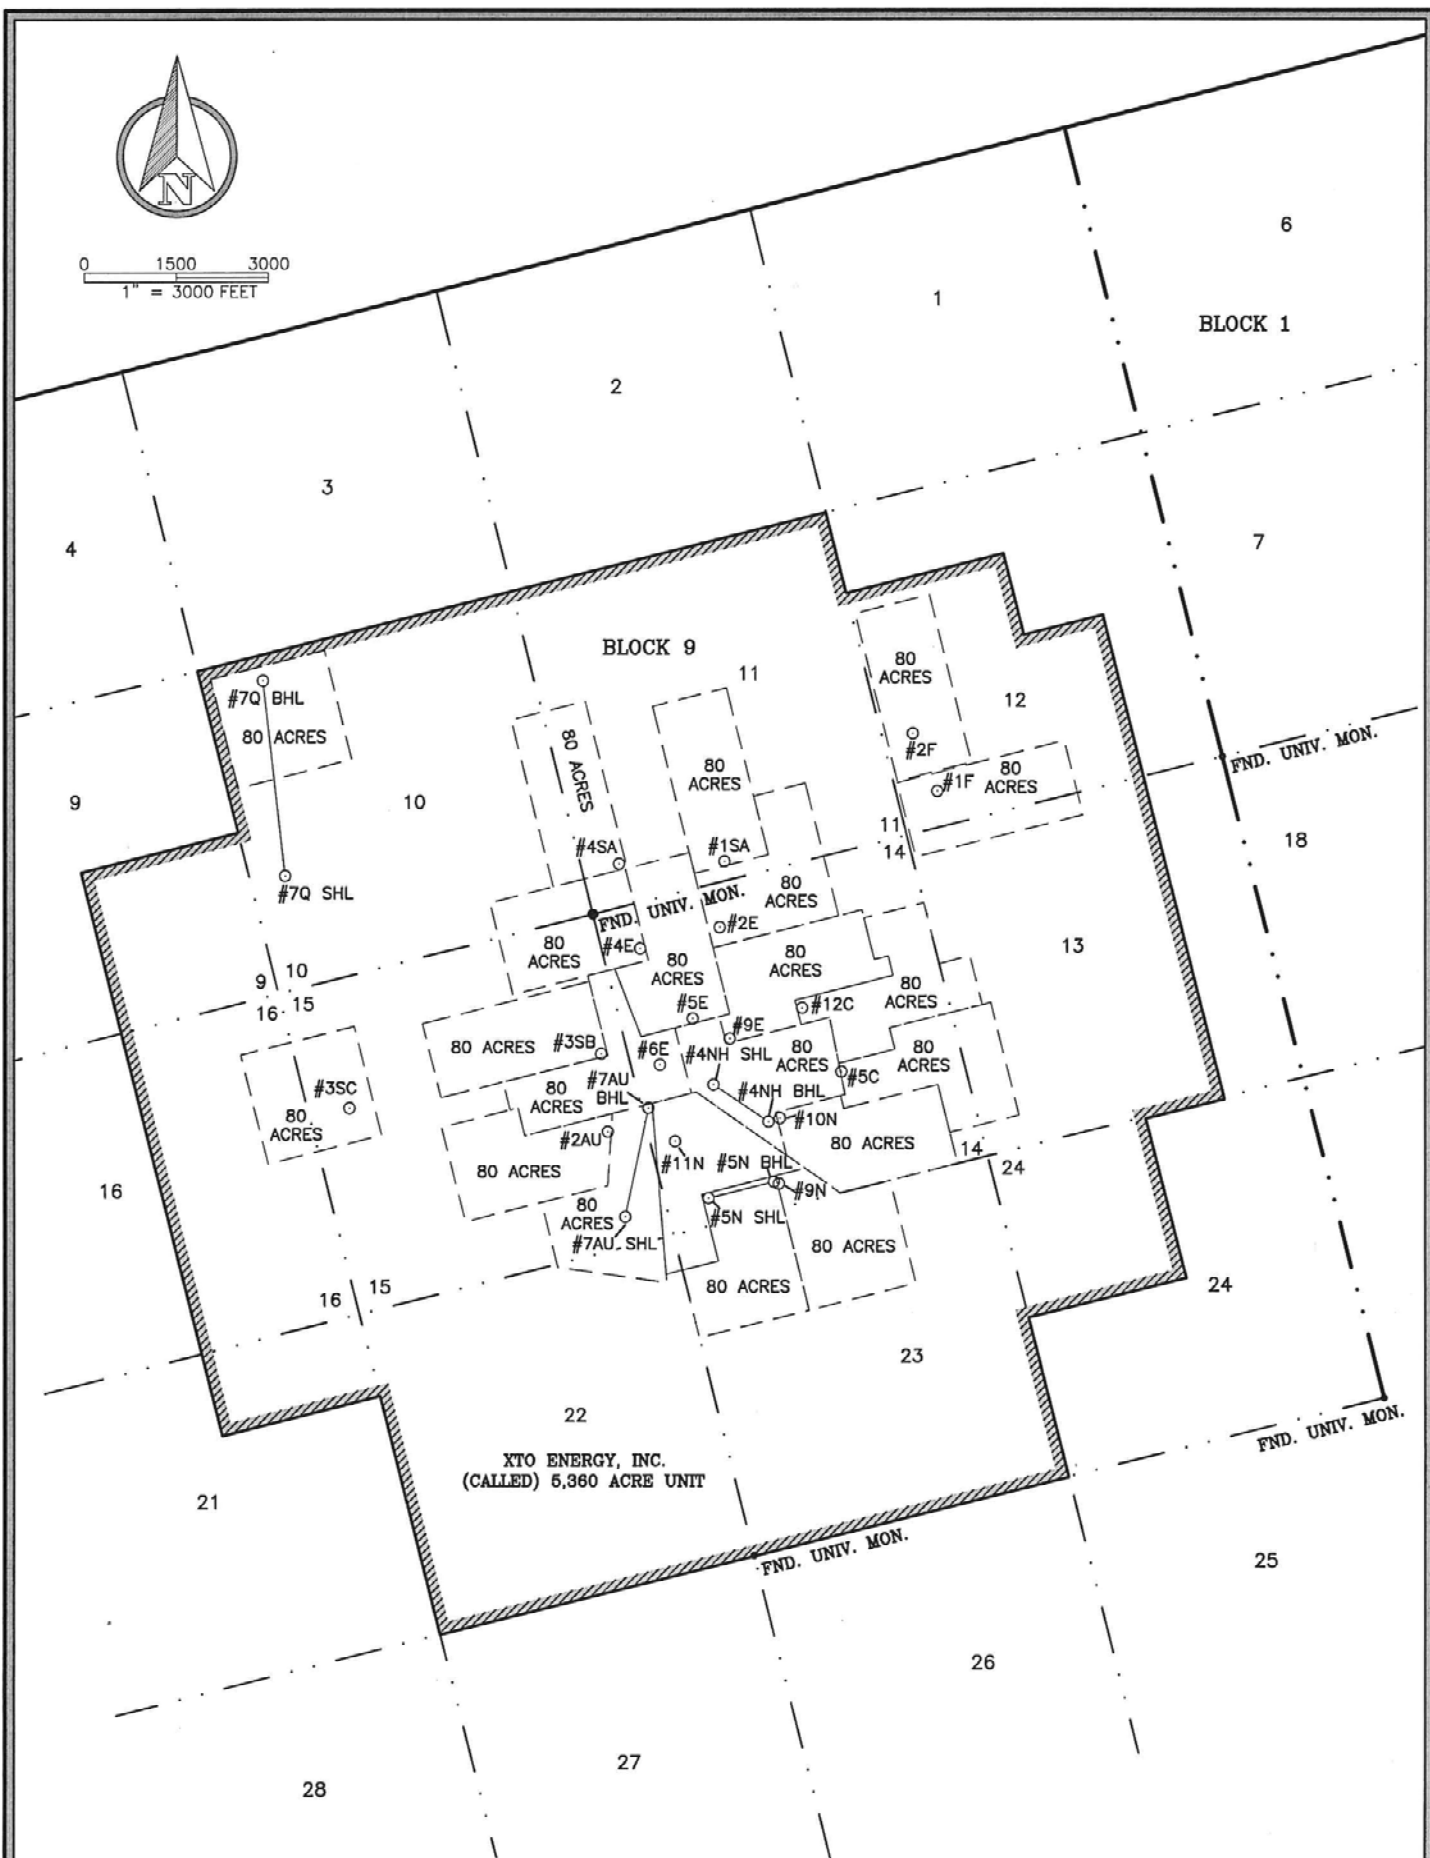 N
0 1500 3000
1" = 3000 FEET
6
1
BLOCK 1
2
3
4
7
BLOCK 9
11
80
ACRES
12
#7Q BHL
80 ACRES
80 ACRES
#2F
FND. UNIV. MON.
80
ACRES
#1F
80
ACRES
9
10
11
14
18
#4SA
#1SA
#7Q SHL
80
ACRES
FND. UNIV. MON.
#2E
80
ACRES
#4E
80
ACRES
80
ACRES
13
9
10
16
15
80
ACRES
#5E
#12C
#9E
80 ACRES
#3SB
#6E
#4NH SHL
80
ACRES
80
ACRES
#5C
#7AU
BHL
80
ACRES
#4NH BHL
#10N
#3SC
80
ACRES
#2AU
80 ACRES
#11N
#5N BHL
80 ACRES
14
24
16
#9N
80
ACRES
#5N SHL
#7AU SHL
80 ACRES
80 ACRES
15
16
24
23
22
XTO ENERGY, INC.
(CALLED) 5,360 ACRE UNIT
FND. UNIV. MON.
21
FND. UNIV. MON.
25
26
27
28